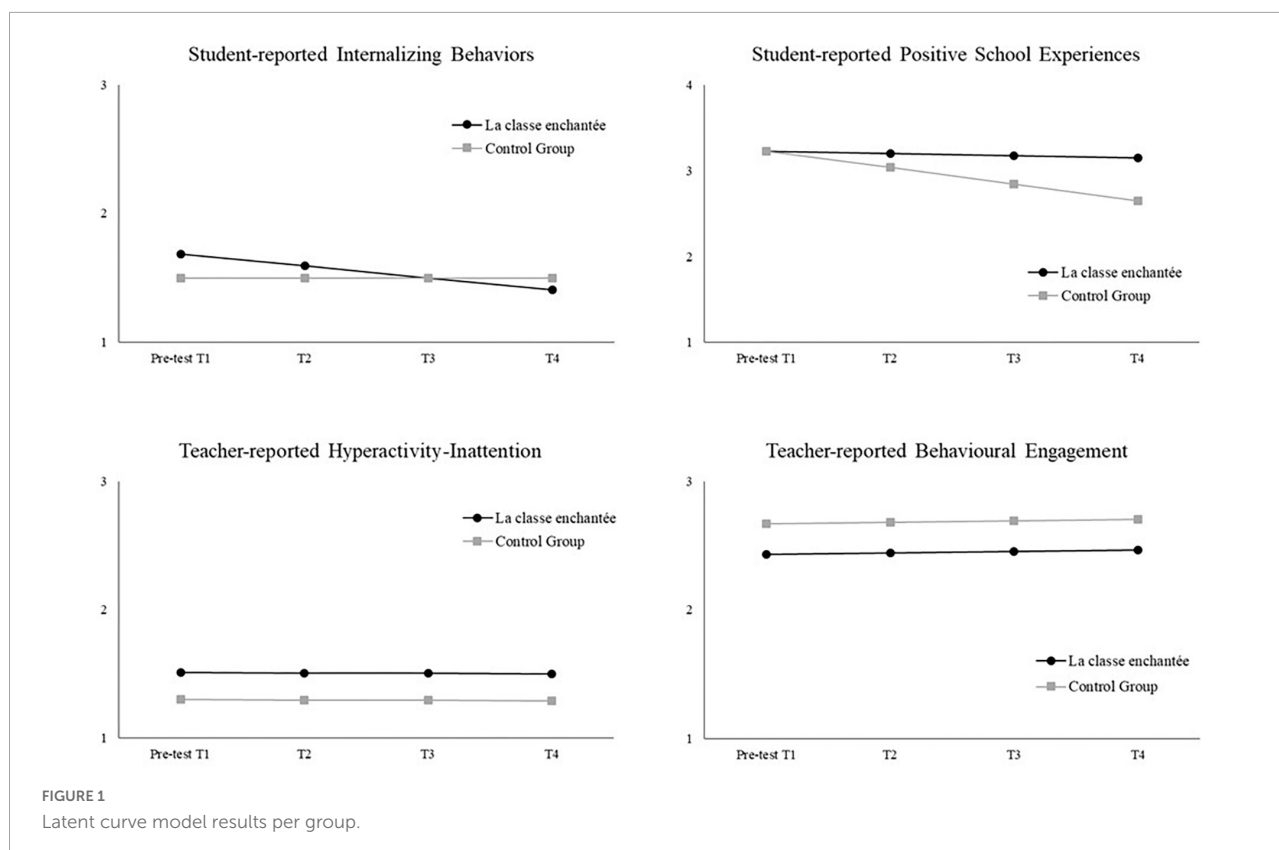 Student-reported Internalizing Behaviors
3
La classe enchantée
Control Group
2
1
Pre-test T1 T2 T3 T4
Student-reported Positive School Experiences
4
3
2
La classe enchantée
Control Group
1
Pre-test T1 T2 T3 T4
Teacher-reported Hyperactivity-Inattention
3
La classe enchantée
Control Group
2
1
Pre-test T1 T2 T3 T4
Teacher-reported Behavioural Engagement
3
2
La classe enchantée
Control Group
1
Pre-test T1 T2 T3 T4
FIGURE 1
Latent curve model results per group.